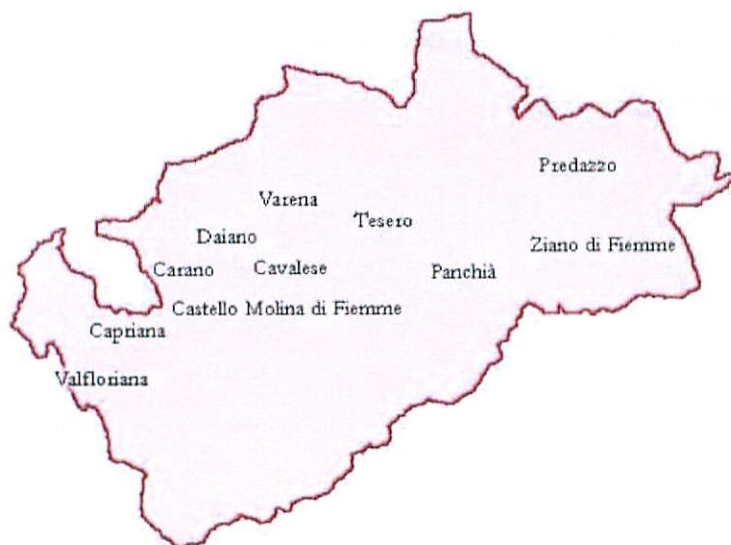 Predazzo
Varena
Tesero
Daiano
Ziano di Fiemme
Carano
Cavalese
Panchià
Castello Molina di Fiemme
Capriana
Valfloriana